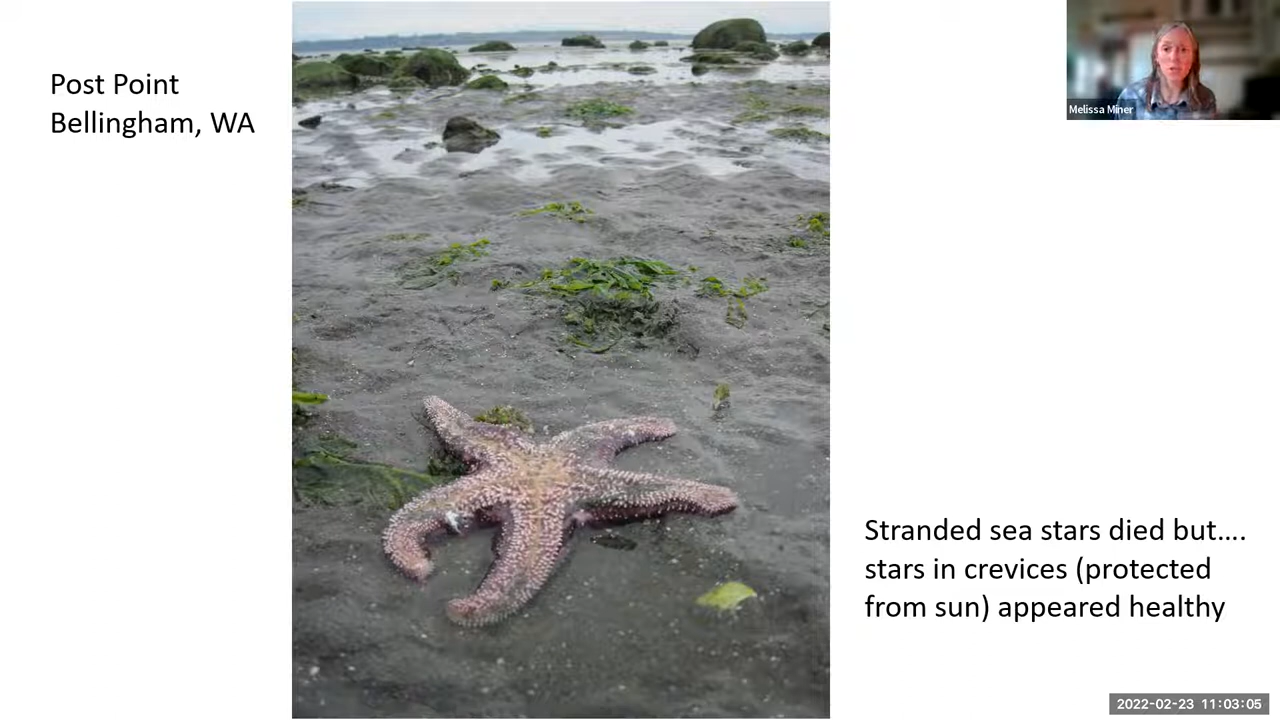 Post Point
Bellingham, WA
Melissa Miner
Stranded sea stars died but....
stars in crevices (protected
from sun) appeared healthy
2022-02-23 11:03:05